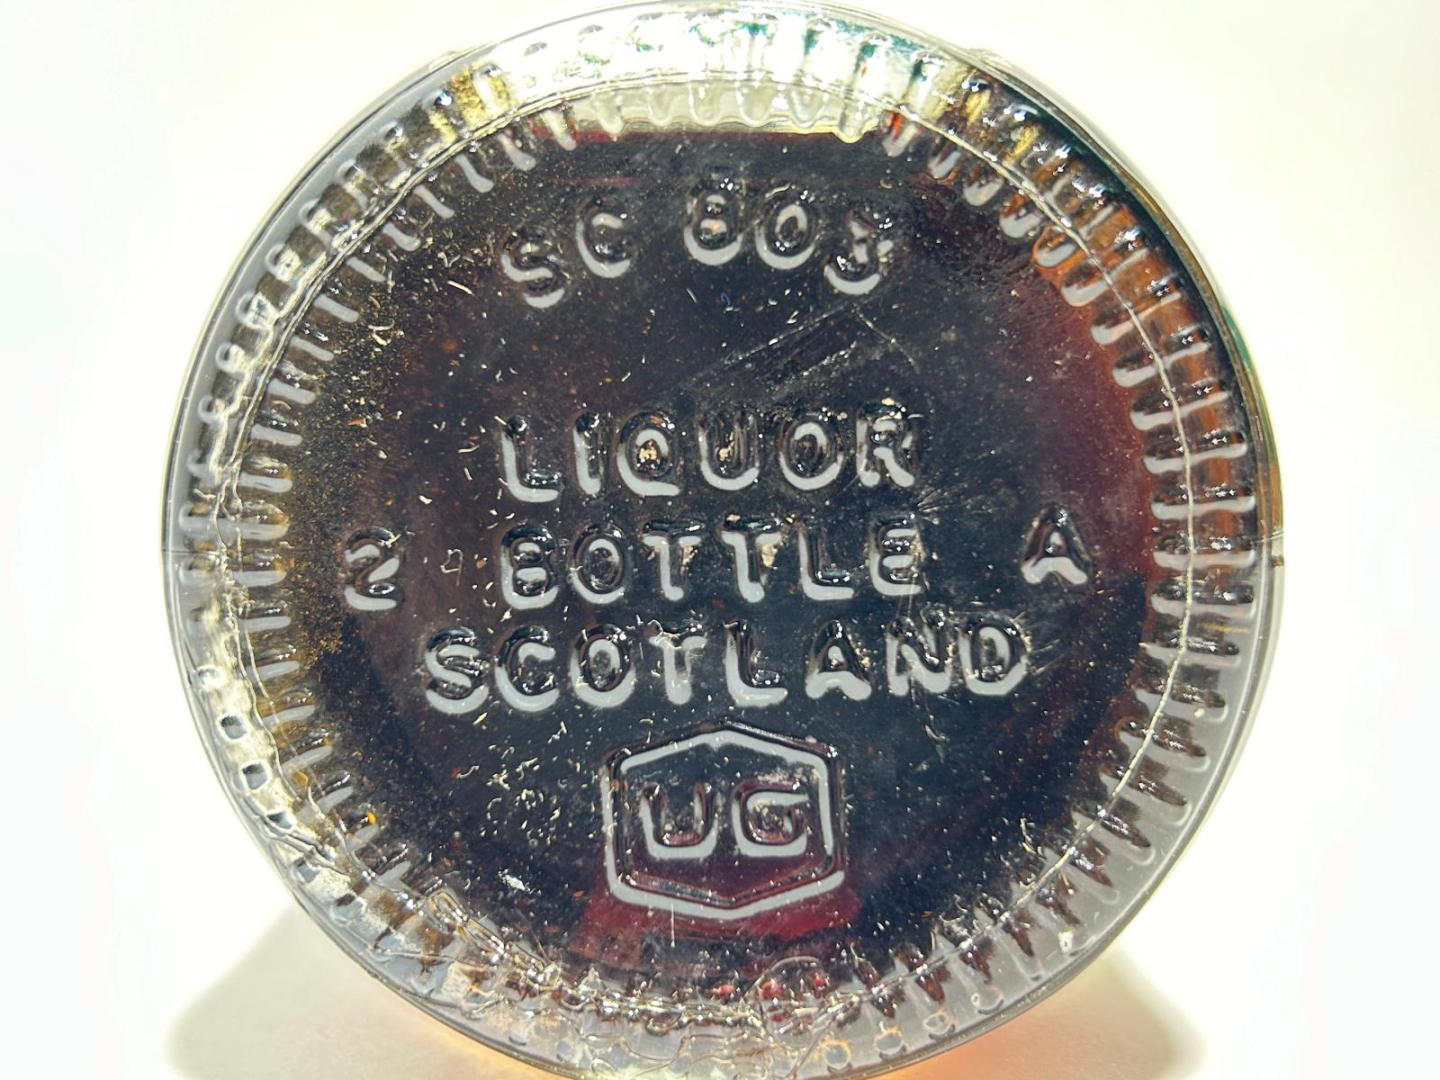 SC 803
LIQUOR
2 BOTTLE A
SCOTLAND
UG